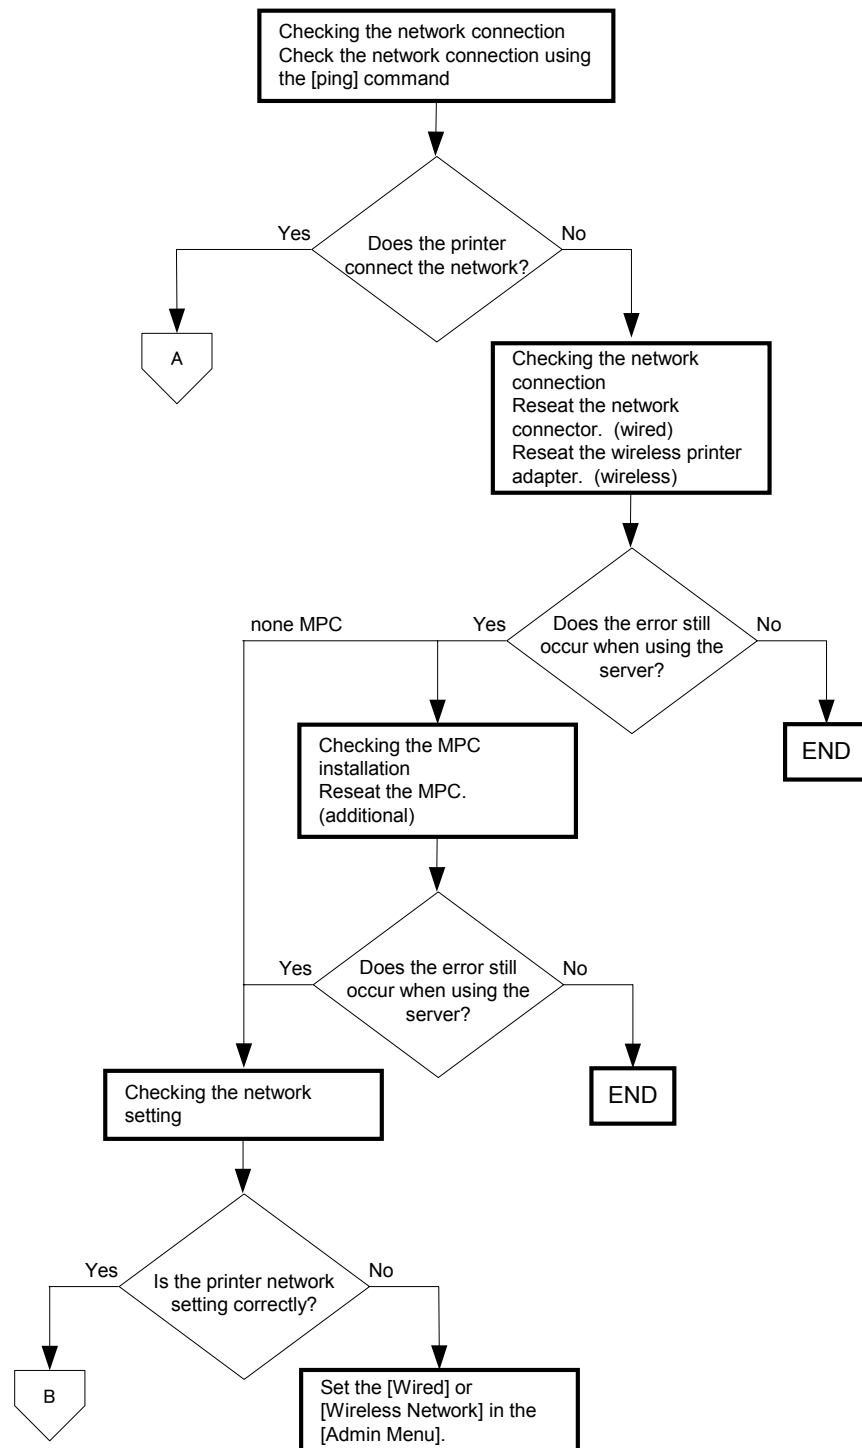 Checking the network connection
Check the network connection using
the [ping] command
Yes
Does the printer
connect the network?
No
A
Checking the network
connection
Reseat the network
connector.  (wired)
Reseat the wireless printer
adapter.  (wireless)
none MPC
Yes
Does the error still
occur when using the
server?
No
END
Checking the MPC
installation
Reseat the MPC.
(additional)
Yes
Does the error still
occur when using the
server?
No
END
Checking the network
setting
Yes
Is the printer network
setting correctly?
No
B
Set the [Wired] or
[Wireless Network] in the
[Admin Menu].